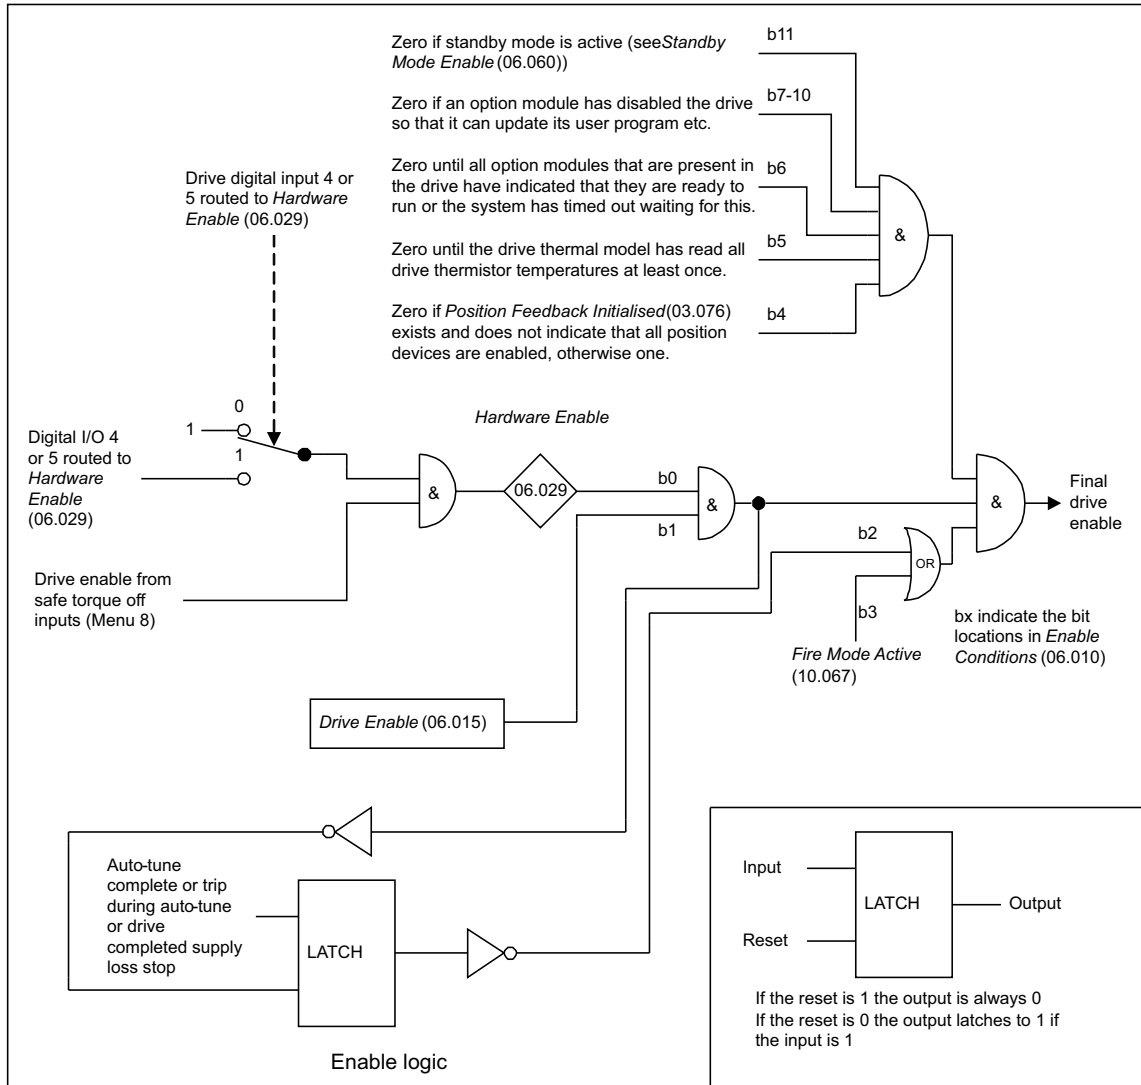 Zero if standby mode is active (seeStandby
Mode Enable (06.060))
b11
Zero if an option module has disabled the drive
so that it can update its user program etc.
b7-10
Zero until all option modules that are present in
the drive have indicated that they are ready to
run or the system has timed out waiting for this.
b6
Zero until the drive thermal model has read all
drive thermistor temperatures at least once.
b5
Zero if Position Feedback Initialised(03.076)
exists and does not indicate that all position
devices are enabled, otherwise one.
b4
&
Drive digital input 4 or
5 routed to Hardware
Enable (06.029)
0
1
1
Digital I/O 4
or 5 routed to
Hardware
Enable
(06.029)
Drive enable from
safe torque off
inputs (Menu 8)
&
Hardware Enable
06.029
b0
b1
&
b2
OR
b3
Fire Mode Active
(10.067)
&
Final
drive
enable
bx indicate the bit
locations in Enable
Conditions (06.010)
Drive Enable (06.015)
Auto-tune
complete or trip
during auto-tune
or drive
completed supply
loss stop
LATCH
Enable logic
Input
Reset
LATCH
Output
If the reset is 1 the output is always 0
If the reset is 0 the output latches to 1 if
the input is 1